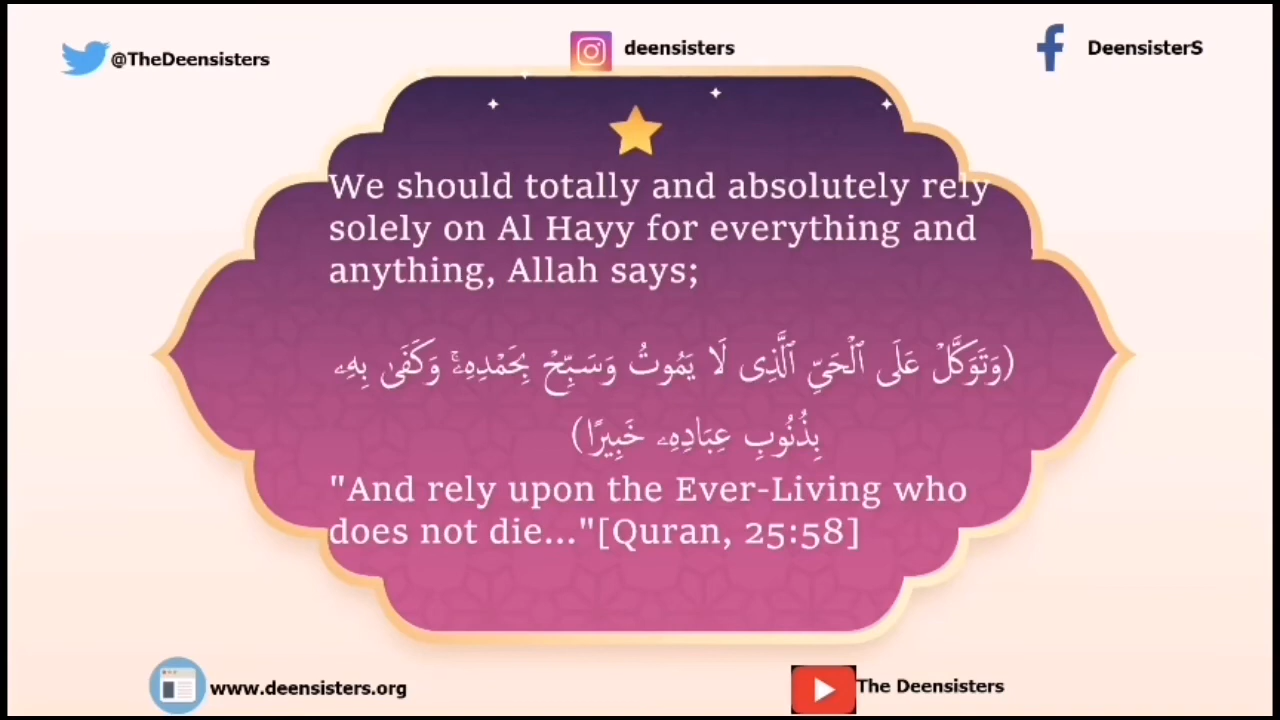 @TheDeensisters
deensisters
DeensisterS
We should totally and absolutely rely
solely on Al Hayy for everything and
anything, Allah says;
(وَتَوَكَّلْ عَلَى ٱلْحَىِّ ٱلَّذِى لَا يَمُوتُ وَسَبِّحْ بِحَمْدِهِۦۚ وَكَفَىٰ بِهِۦ
بِذُنُوبِ عِبَادِهِۦ خَبِيرًا)
"And rely upon the Ever-Living who
does not die..."[Quran, 25:58]
www.deensisters.org
The Deensisters